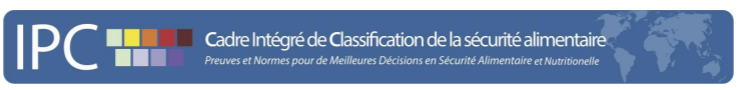 IPC
Cadre Intégré de Classification de la sécurité alimentaire
Preuves et Normes pour de Meilleures Décisions en Sécurité Alimentaire et Nutritionelle